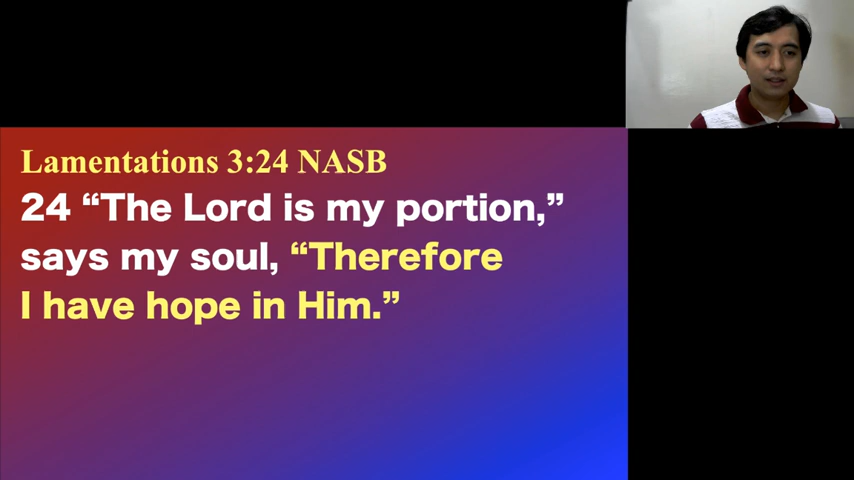 Lamentations 3:24 NASB
24 “The Lord is my portion,”
says my soul, “Therefore
I have hope in Him.”